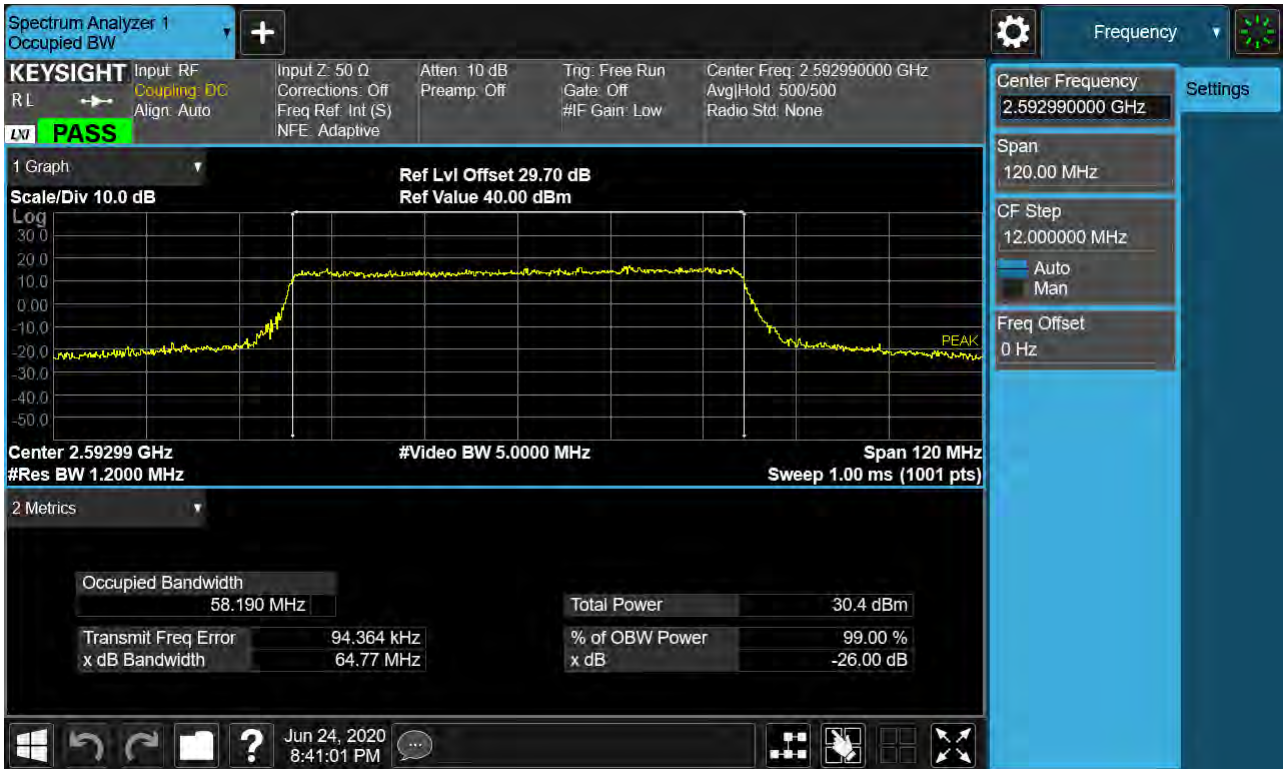 Spectrum Analyzer 1
Occupied BW
+
Frequency
KEYSIGHT
R L
LXI
PASS
Input: RF
Coupling: DC
Align: Auto
Input Z: 50 Ω
Corrections: Off
Freq Ref: Int (S)
NFE: Adaptive
Atten: 10 dB
Preamp: Off
Trig: Free Run
Gate: Off
#IF Gain: Low
Center Freq: 2.592990000 GHz
Avg|Hold: 500/500
Radio Std: None
Center Frequency
2.592990000 GHz
Settings
Span
120.00 MHz
CF Step
12.000000 MHz
Auto
Man
Freq Offset
0 Hz
1 Graph
Scale/Div 10.0 dB
Ref Lvl Offset 29.70 dB
Ref Value 40.00 dBm
Log
30.0
20.0
10.0
0.00
-10.0
-20.0
-30.0
-40.0
-50.0
PEAK
Center 2.59299 GHz
#Video BW 5.0000 MHz
Span 120 MHz
#Res BW 1.2000 MHz
Sweep 1.00 ms (1001 pts)
2 Metrics
Occupied Bandwidth
58.190 MHz
Total Power
30.4 dBm
Transmit Freq Error
94.364 kHz
% of OBW Power
99.00 %
x dB Bandwidth
64.77 MHz
x dB
-26.00 dB
?
Jun 24, 2020
8:41:01 PM